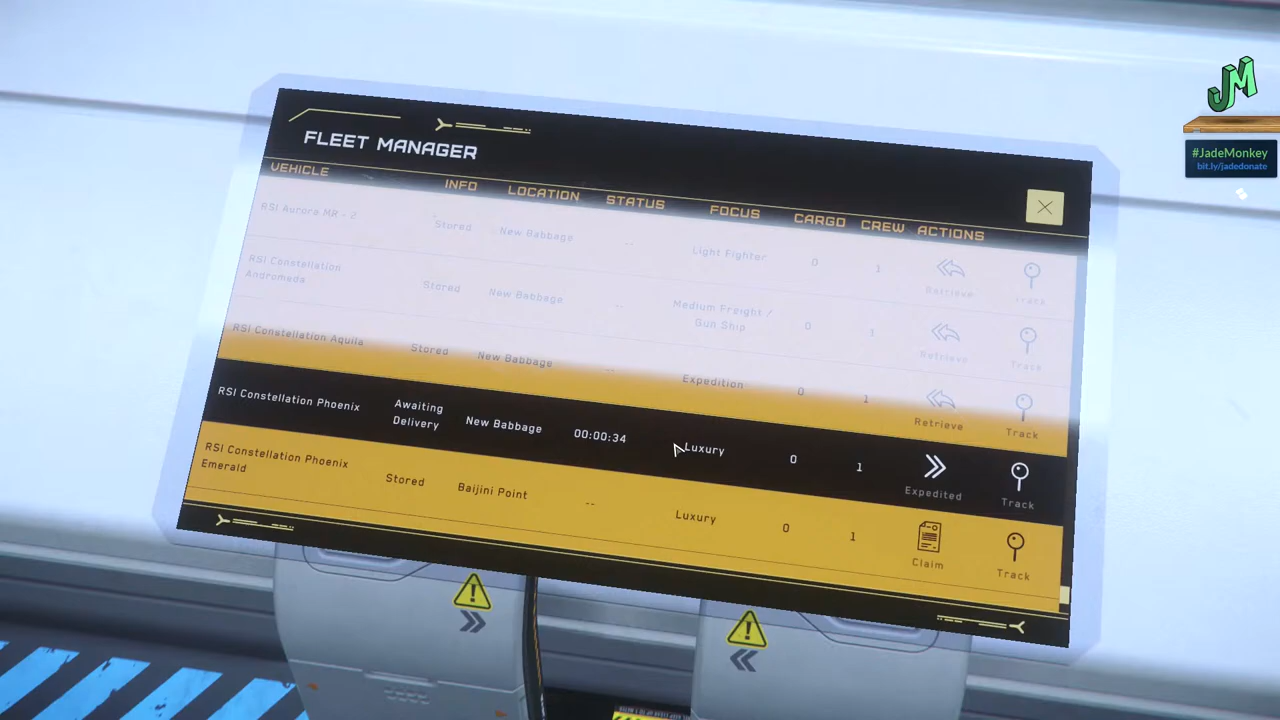 JM
#JadeMonkey
bit.ly/jadedonate
FLEET MANAGER
VEHICLE INFO LOCATION STATUS FOCUS CARGO CREW ACTIONS
RSI Aurora MR - 2 Stored New Babbage -- Light Fighter 0 1 Retrieve Track
RSI Constellation
Andromeda Stored New Babbage -- Medium Freight /
Gun Ship 0 1 Retrieve Track
RSI Constellation Aquila Stored New Babbage -- Expedition 0 1 Retrieve Track
RSI Constellation Phoenix Awaiting
Delivery New Babbage 00:00:34 Luxury 0 1 Expedited Track
RSI Constellation Phoenix
Emerald Stored Baijini Point -- Luxury 0 1 Claim Track